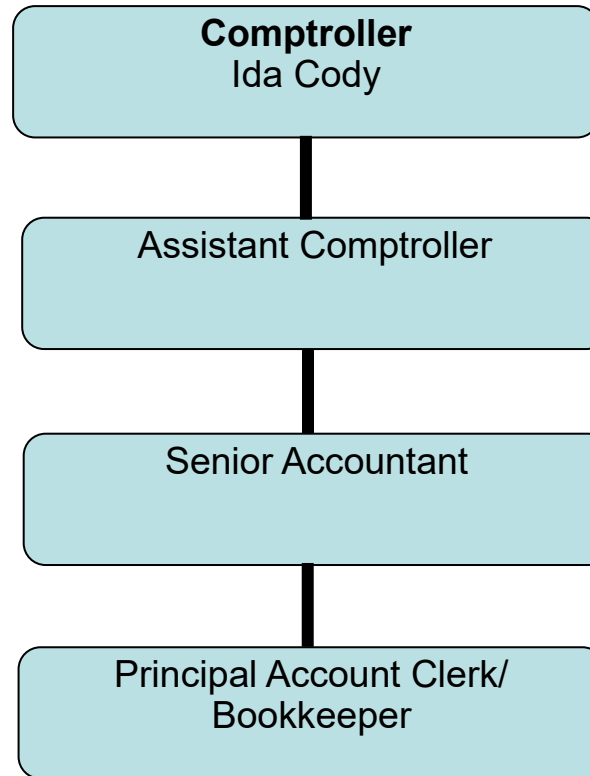 Comptroller
Ida Cody
Assistant Comptroller
Senior Accountant
Principal Account Clerk/
Bookkeeper